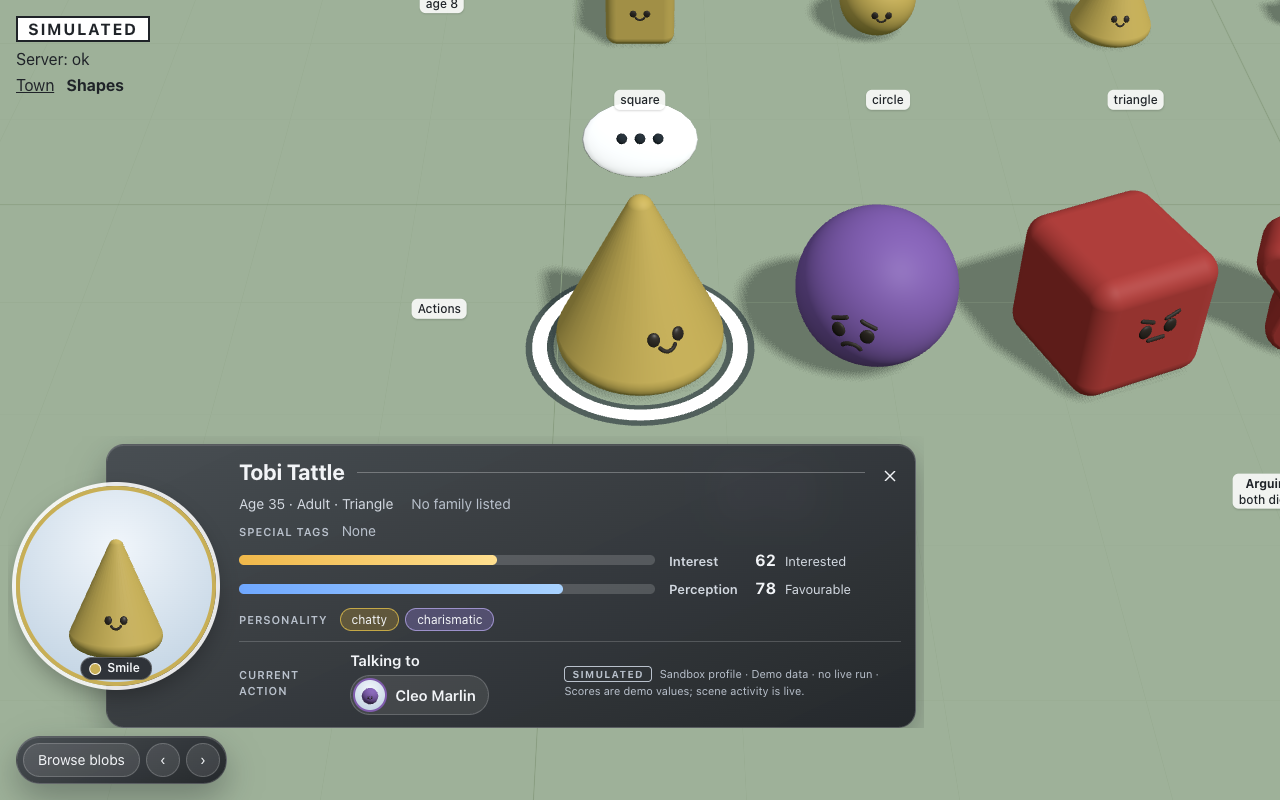 age 8
SIMULATED
Server: ok
Town Shapes
square
circle
triangle
Actions
Tobi Tattle
Age 35 · Adult · Triangle No family listed
SPECIAL TAGS None
Interest 62 Interested
Perception 78 Favourable
PERSONALITY chatty charismatic
Smile
CURRENT ACTION
Talking to
Cleo Marlin
SIMULATED Sandbox profile · Demo data · no live run ·
Scores are demo values; scene activity is live.
Browse blobs ‹ ›